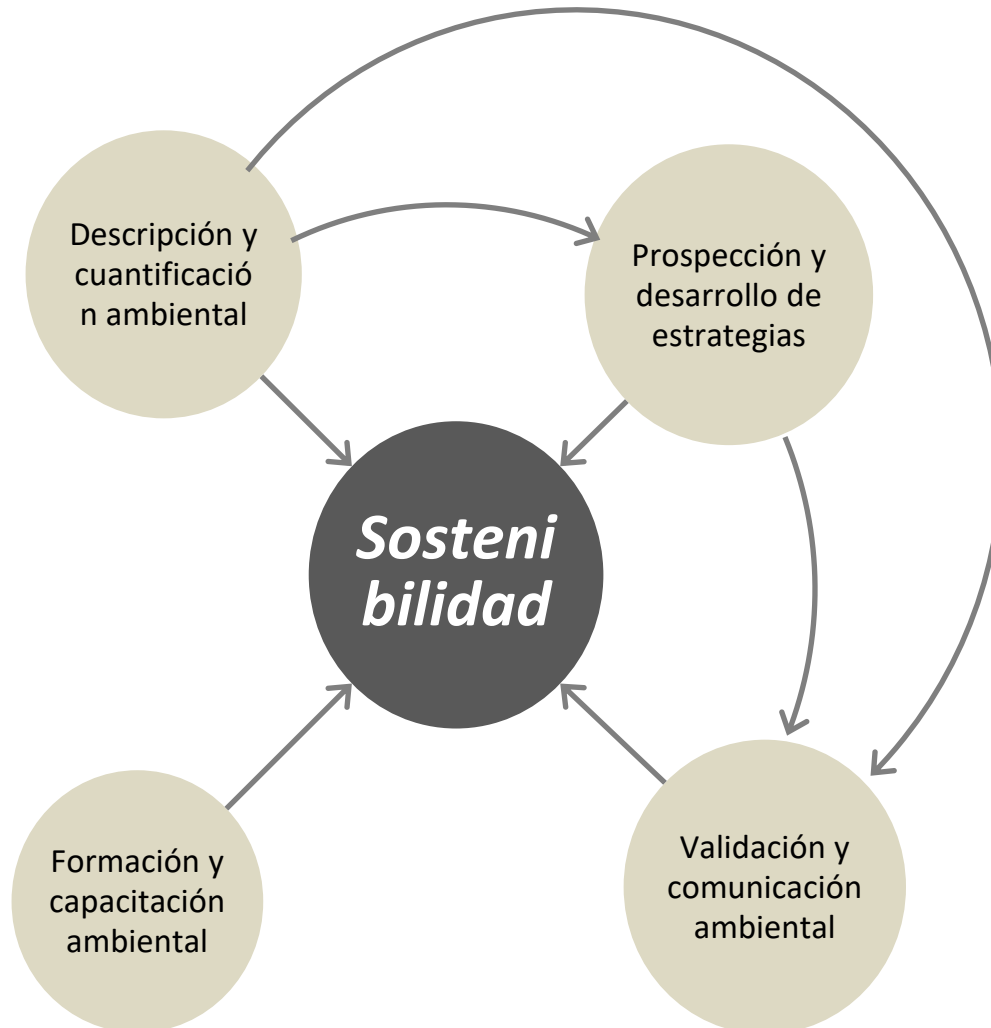 Descripción y
cuantificació
n ambiental
Prospección y
desarrollo de
estrategias
Sosteni
bilidad
Formación y
capacitación
ambiental
Validación y
comunicación
ambiental